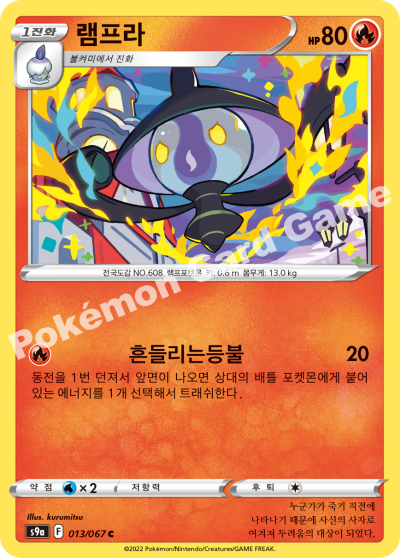 1진화
램프라
HP 80
불켜미에서 진화
전국도감 NO.608 램프포켓몬 키: 0.6 m 몸무게: 13.0 kg
Pokémon Card Game
흔들리는등불 20
동전을 1번 던져서 앞면이 나오면 상대의 배틀 포켓몬에게 붙어
있는 에너지를 1개 선택해서 트래쉬한다.
약점 ×2 저항력 후퇴
Illus. kurumitsu
s9a F 013/067 C
누군가가 죽기 직전에
나타나기 때문에 사신의 사자로
여겨져 두려움의 대상이 되었다.
©2022 Pokémon/Nintendo/Creatures/GAME FREAK.